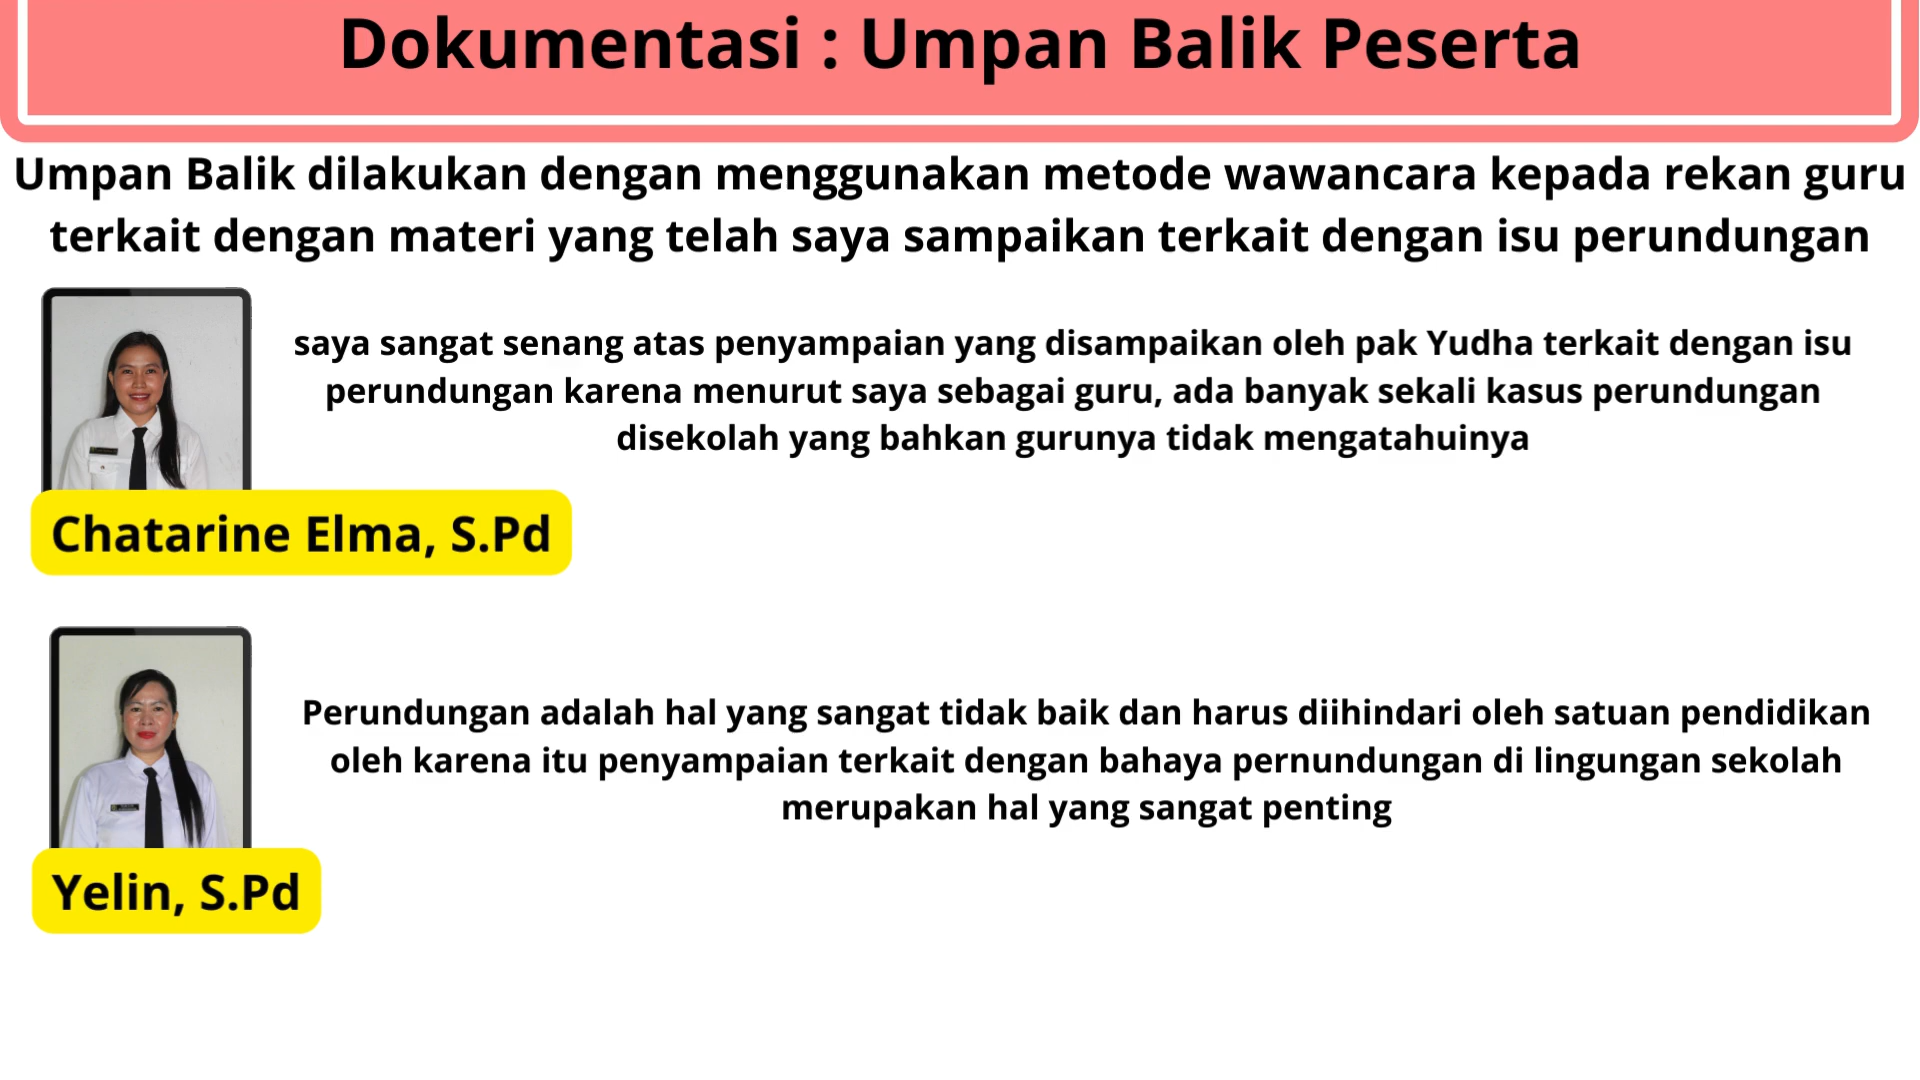 Dokumentasi : Umpan Balik Peserta
Umpan Balik dilakukan dengan menggunakan metode wawancara kepada rekan guru
terkait dengan materi yang telah saya sampaikan terkait dengan isu perundungan
saya sangat senang atas penyampaian yang disampaikan oleh pak Yudha terkait dengan isu
perundungan karena menurut saya sebagai guru, ada banyak sekali kasus perundungan
disekolah yang bahkan gurunya tidak mengatahuinya
Chatarine Elma, S.Pd
Perundungan adalah hal yang sangat tidak baik dan harus diihindari oleh satuan pendidikan
oleh karena itu penyampaian terkait dengan bahaya pernundungan di lingungan sekolah
merupakan hal yang sangat penting
Yelin, S.Pd